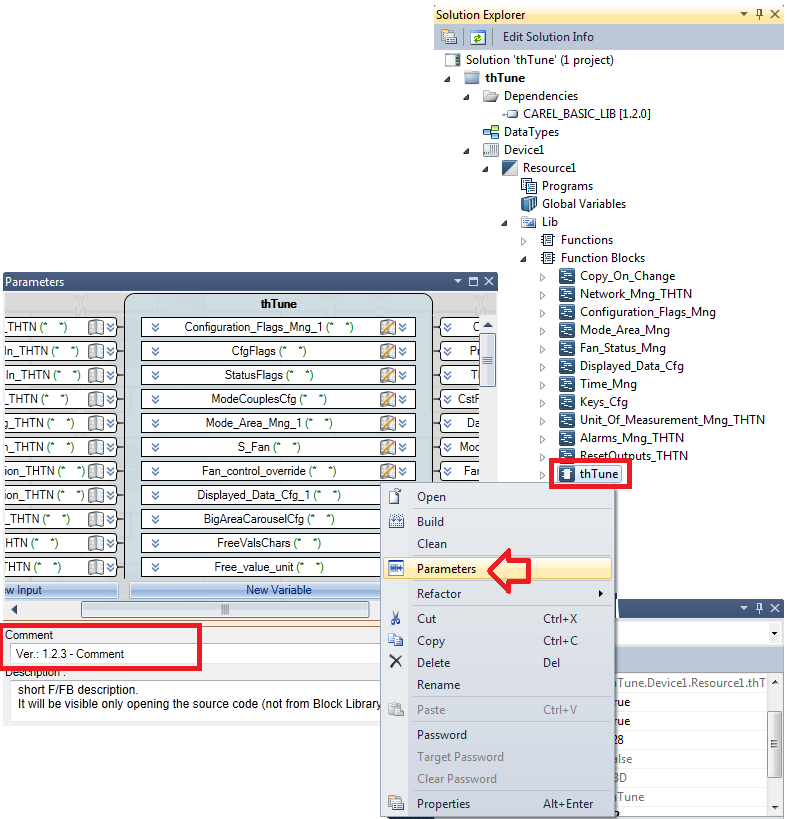 Solution Explorer
Edit Solution Info
Solution 'thTune' (1 project)
thTune
Dependencies
CAREL_BASIC_LIB [1.2.0]
DataTypes
Device1
Resource1
Programs
Global Variables
Lib
Functions
Function Blocks
Copy_On_Change
Network_Mng_THTN
Configuration_Flags_Mng
Mode_Area_Mng
Fan_Status_Mng
Displayed_Data_Cfg
Time_Mng
Keys_Cfg
Unit_Of_Measurement_Mng_THTN
Alarms_Mng_THTN
ResetOutputs_THTN
thTune
Parameters
thTune
_THTN (* *) Configuration_Flags_Mng_1 (* *) C
In_THTN (* *) CfgFlags (* *) Pr
In_THTN (* *) StatusFlags (* *) Tl
_THTN (* *) ModeCouplesCfg (* *) CstF
g_THTN (* *) Mode_Area_Mng_1 (* *) Da
n_THTN (* *) S_Fan (* *) Mod
ion_THTN (* *) Fan_control_override (* *) Fan
ion_THTN (* *) Displayed_Data_Cfg_1 (* *)
_THTN (* *) BigAreaCarouselCfg (* *)
HTN (* *) FreeValsChars (* *)
THTN (* *) Free_value_unit (* *)
ew Input New Variable
Comment
Ver.: 1.2.3 - Comment
Description :
short F/FB description.
It will be visible only opening the source code (not from Block Library
Open
Build
Clean
Parameters
Refactor
Cut Ctrl+X
Copy Ctrl+C
Delete Del
Rename
Paste Ctrl+V
Password
Target Password
Clear Password
Properties Alt+Enter
nTune.Device1.Resource1.thT
rue
rue
28
alse
3D
nTune